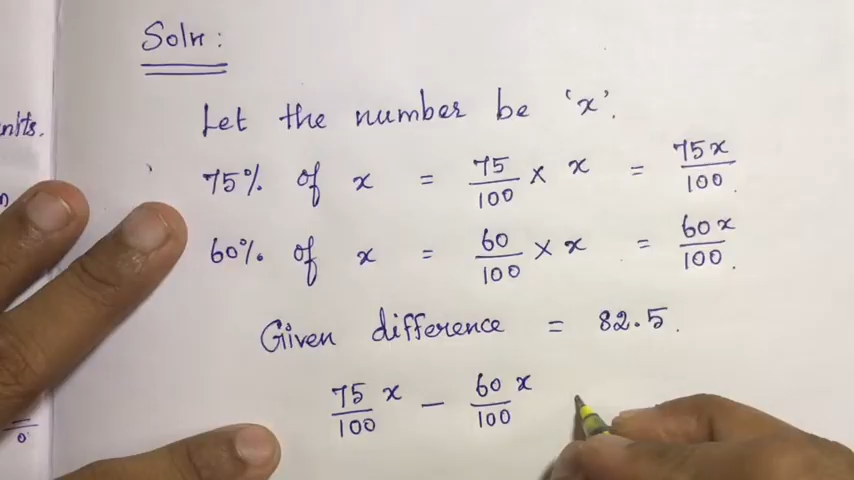 Soln:
Let the number be 'x'.
75% of x = 75/100 × x = 75x/100.
60% of x = 60/100 × x = 60x/100.
Given difference = 82.5.
75/100 x - 60/100 x